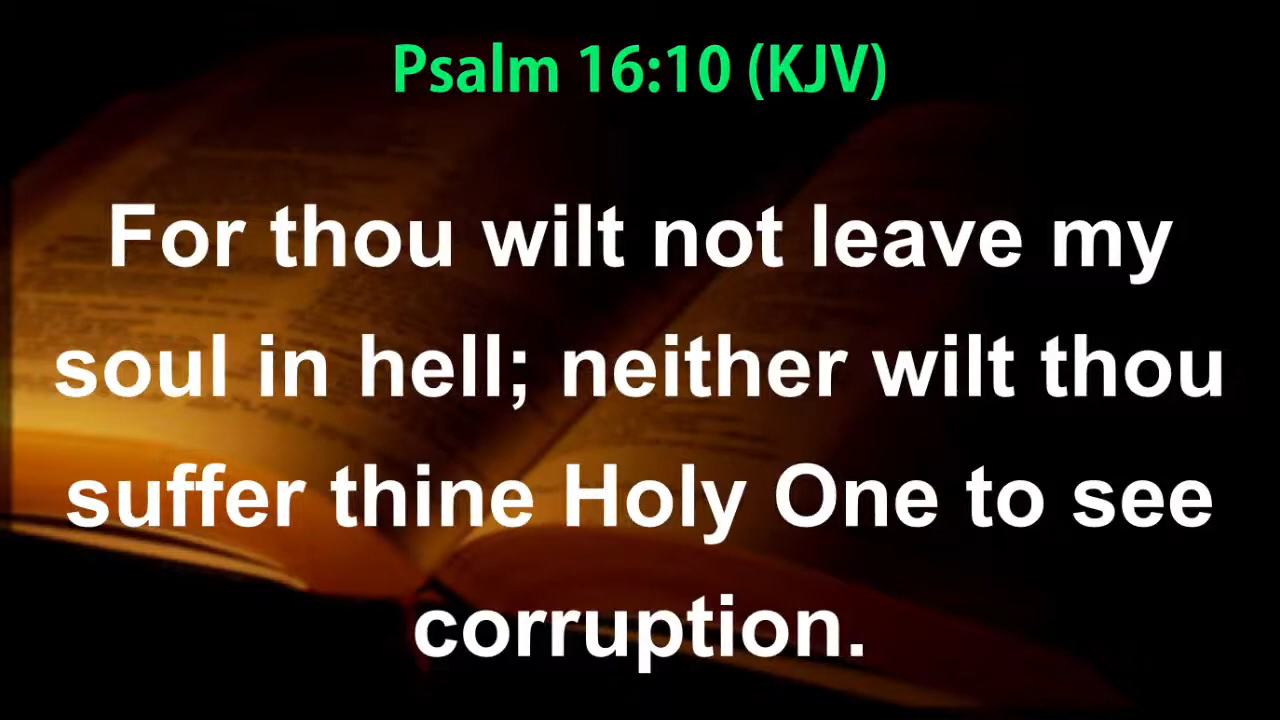 Psalm 16:10 (KJV)
For thou wilt not leave my
soul in hell; neither wilt thou
suffer thine Holy One to see
corruption.